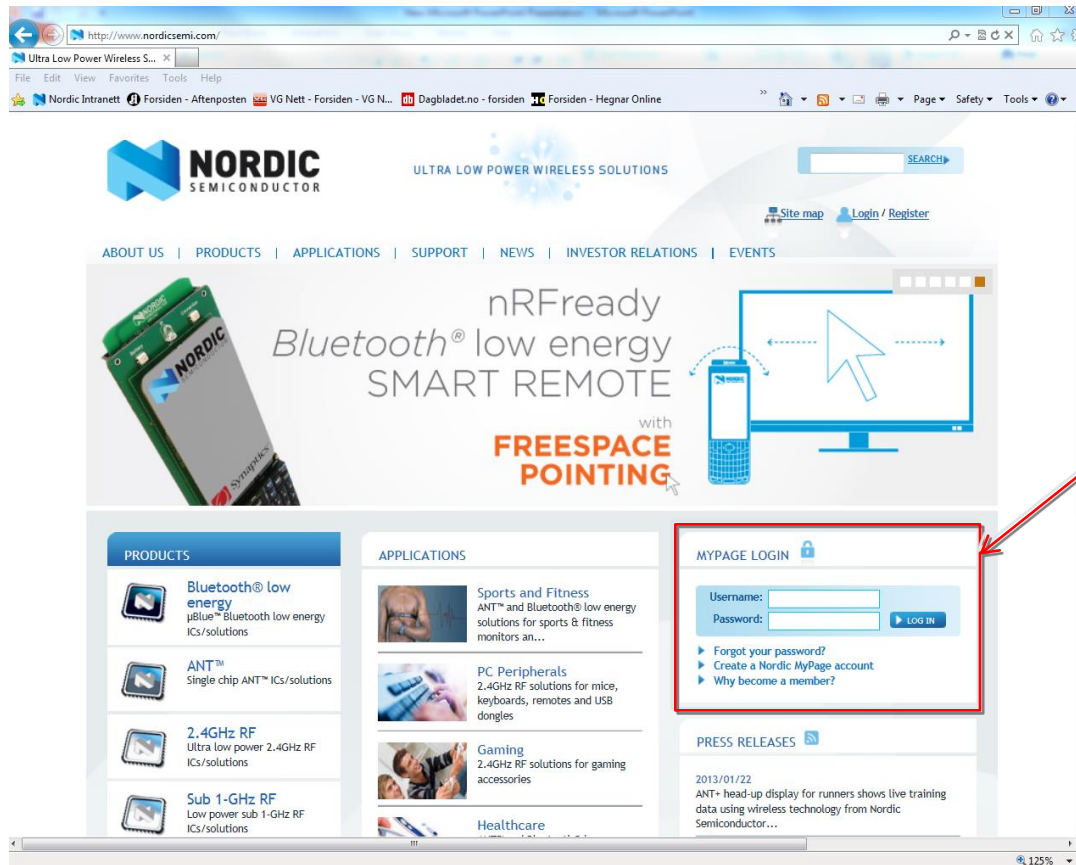 http://www.nordicsemi.com/
Ultra Low Power Wireless S...
File Edit View Favorites Tools Help
Nordic Intranett Forsiden - Aftenposten VG Nett - Forsiden - VG N... Dagbladet.no - forsiden Forsiden - Hegnar Online
Page Safety Tools
NORDIC
SEMICONDUCTOR
ULTRA LOW POWER WIRELESS SOLUTIONS
SEARCH
Site map Login / Register
ABOUT US | PRODUCTS | APPLICATIONS | SUPPORT | NEWS | INVESTOR RELATIONS | EVENTS
NORDIC
Synaptics
nRFready
Bluetooth® low energy
SMART REMOTE
with
FREESPACE
POINTING
PRODUCTS
Bluetooth® low
energy
µBlue™ Bluetooth low energy
ICs/solutions
ANT™
Single chip ANT™ ICs/solutions
2.4GHz RF
Ultra low power 2.4GHz RF
ICs/solutions
Sub 1-GHz RF
Low power sub 1-GHz RF
ICs/solutions
APPLICATIONS
Sports and Fitness
ANT™ and Bluetooth® low energy
solutions for sports & fitness
monitors an...
PC Peripherals
2.4GHz RF solutions for mice,
keyboards, remotes and USB
dongles
Gaming
2.4GHz RF solutions for gaming
accessories
Healthcare
MYPAGE LOGIN
Username:
Password:
LOG IN
Forgot your password?
Create a Nordic MyPage account
Why become a member?
PRESS RELEASES
2013/01/22
ANT+ head-up display for runners shows live training
data using wireless technology from Nordic
Semiconductor...
125%